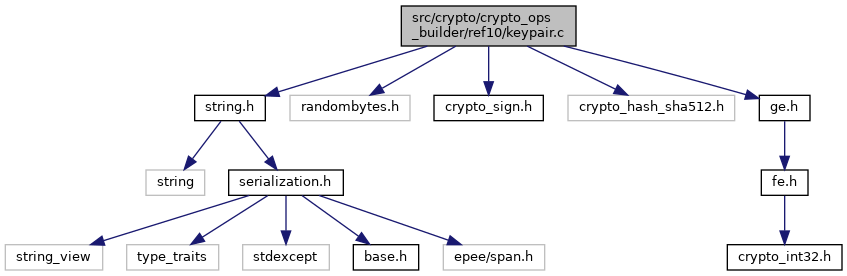 src/crypto/crypto_ops
_builder/ref10/keypair.c
string.h
randombytes.h
crypto_sign.h
crypto_hash_sha512.h
ge.h
string
serialization.h
fe.h
string_view
type_traits
stdexcept
base.h
epee/span.h
crypto_int32.h